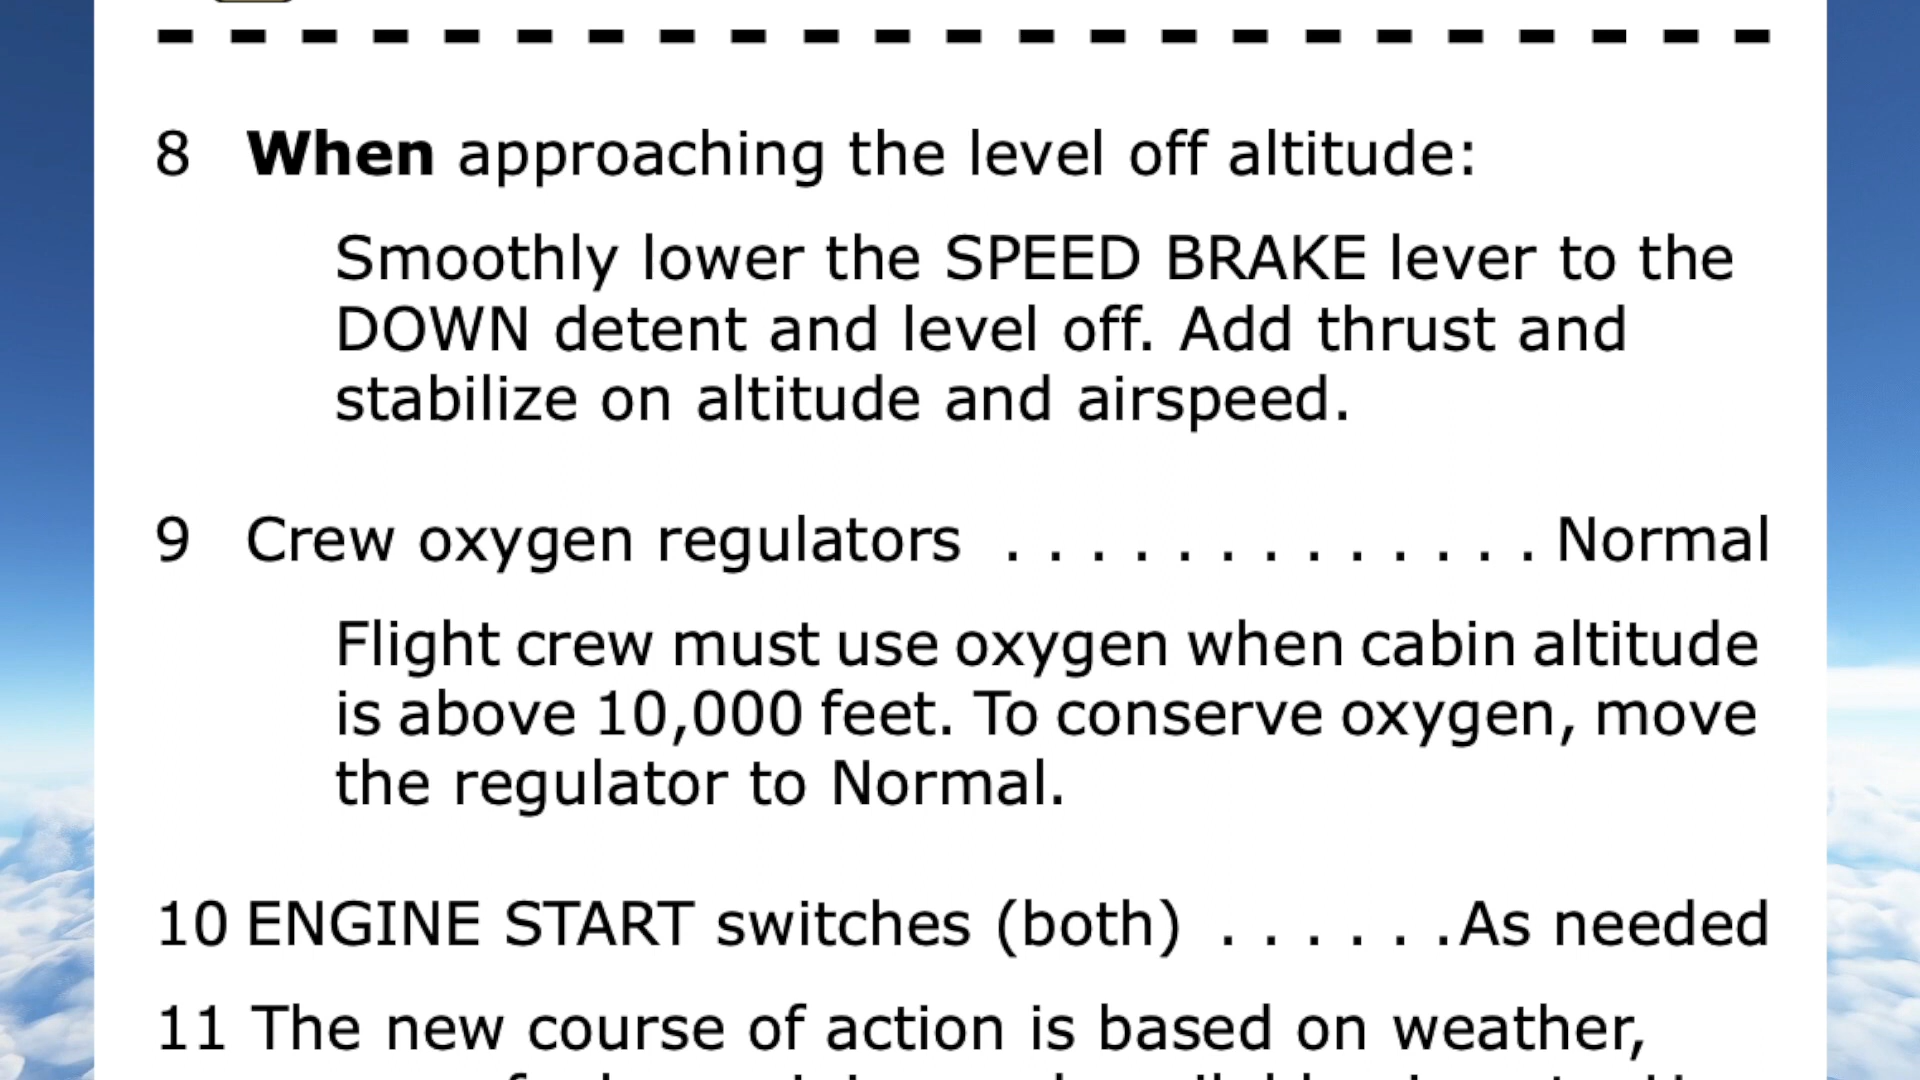 8 When approaching the level off altitude:
Smoothly lower the SPEED BRAKE lever to the
DOWN detent and level off. Add thrust and
stabilize on altitude and airspeed.
9 Crew oxygen regulators . . . . . . . . . . . . . Normal
Flight crew must use oxygen when cabin altitude
is above 10,000 feet. To conserve oxygen, move
the regulator to Normal.
10 ENGINE START switches (both) . . . . . . As needed
11 The new course of action is based on weather,